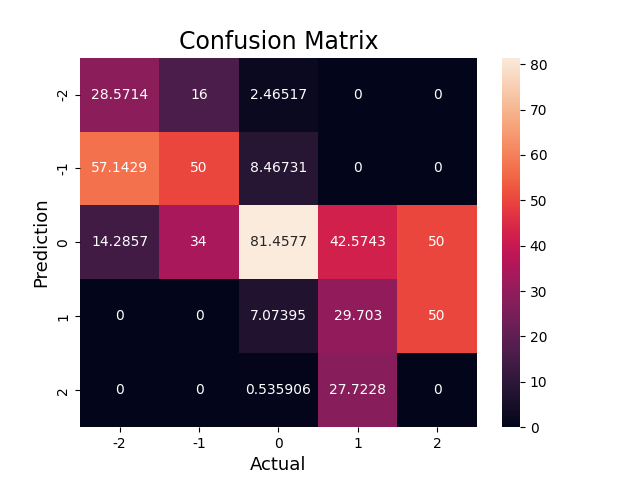 Confusion Matrix
Prediction
-2 28.5714 16 2.46517 0 0
-1 57.1429 50 8.46731 0 0
0 14.2857 34 81.4577 42.5743 50
1 0 0 7.07395 29.703 50
2 0 0 0.535906 27.7228 0
-2 -1 0 1 2
Actual
80
70
60
50
40
30
20
10
0